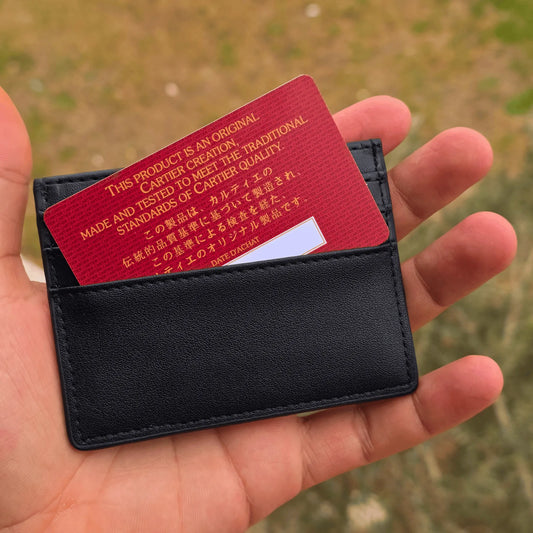 THIS PRODUCT IS AN ORIGINAL
CARTIER CREATION,
MADE AND TESTED TO MEET THE TRADITIONAL
STANDARDS OF CARTIER QUALITY.
この製品は、カルティエの
伝統的品質基準に基づいて製造され、
この基準による検査を経た、
ルティエのオリジナル製品です。
DATE D'ACHAT